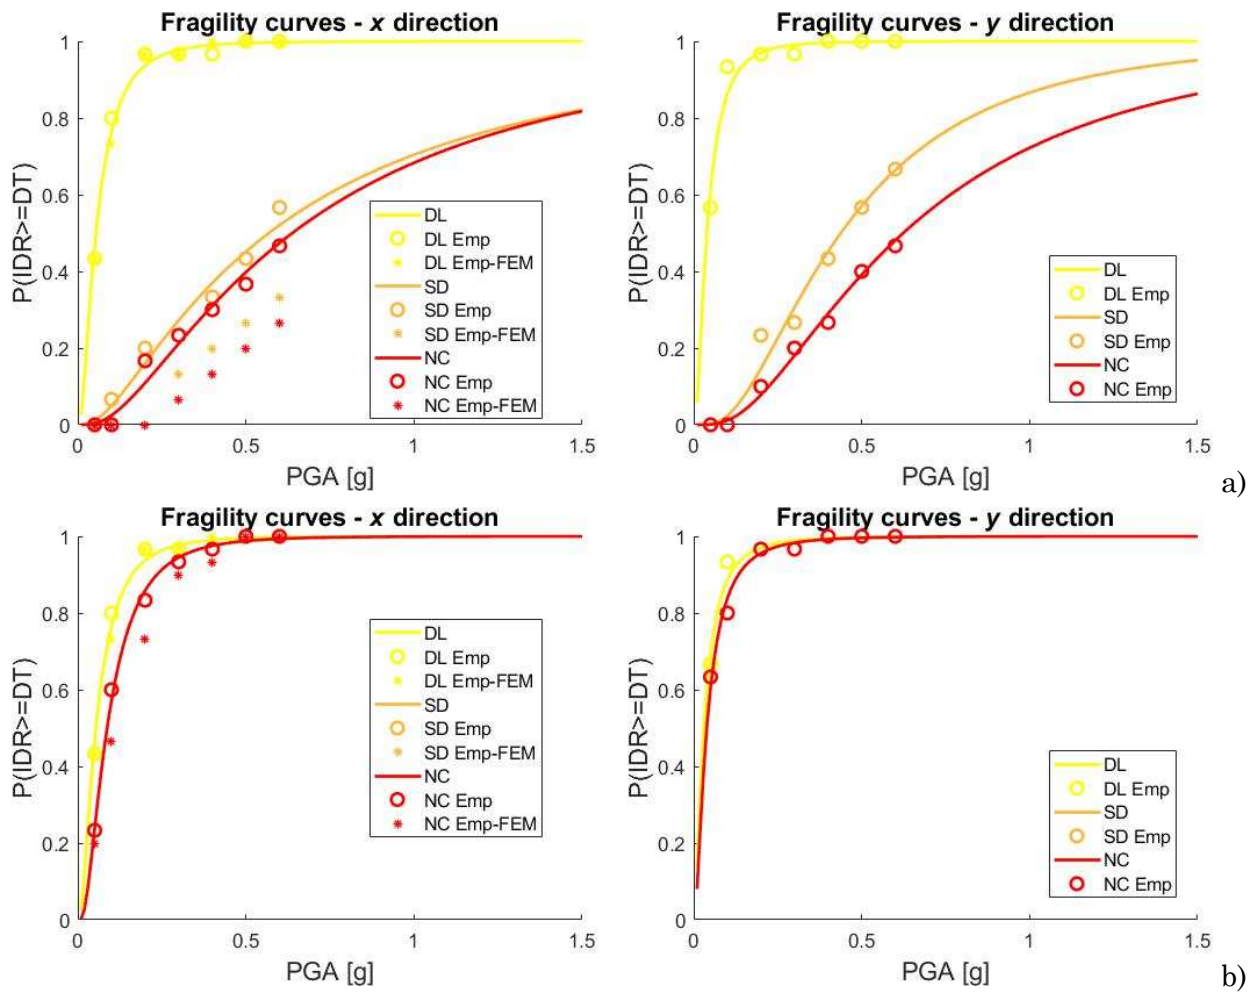 Fragility curves - x direction
1
0.8
0.6
0.4
0.2
0
P(IDR>=DT)
0
0.5
1
1.5
PGA [g]
DL
DL Emp
DL Emp-FEM
SD
SD Emp
SD Emp-FEM
NC
NC Emp
NC Emp-FEM
Fragility curves - y direction
1
0.8
0.6
0.4
0.2
0
P(IDR>=DT)
0
0.5
1
1.5
PGA [g]
DL
DL Emp
SD
SD Emp
NC
NC Emp
a)
Fragility curves - x direction
1
0.8
0.6
0.4
0.2
0
P(IDR>=DT)
0
0.5
1
1.5
PGA [g]
DL
DL Emp
DL Emp-FEM
SD
SD Emp
SD Emp-FEM
NC
NC Emp
NC Emp-FEM
Fragility curves - y direction
1
0.8
0.6
0.4
0.2
0
P(IDR>=DT)
0
0.5
1
1.5
PGA [g]
DL
DL Emp
SD
SD Emp
NC
NC Emp
b)